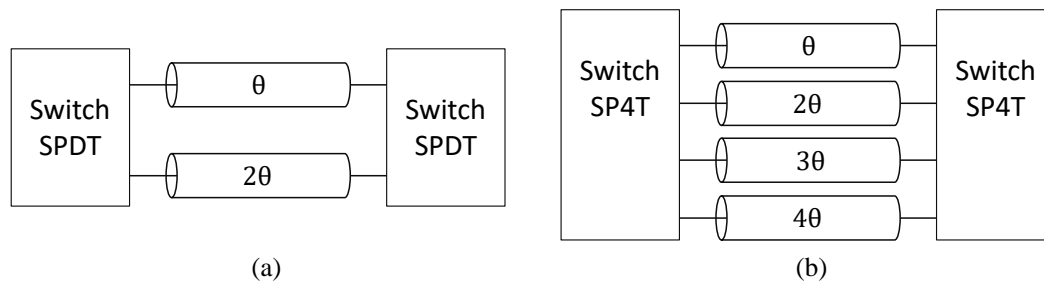 Switch
SPDT
θ
2θ
Switch
SPDT
(a)
Switch
SP4T
θ
2θ
3θ
4θ
Switch
SP4T
(b)